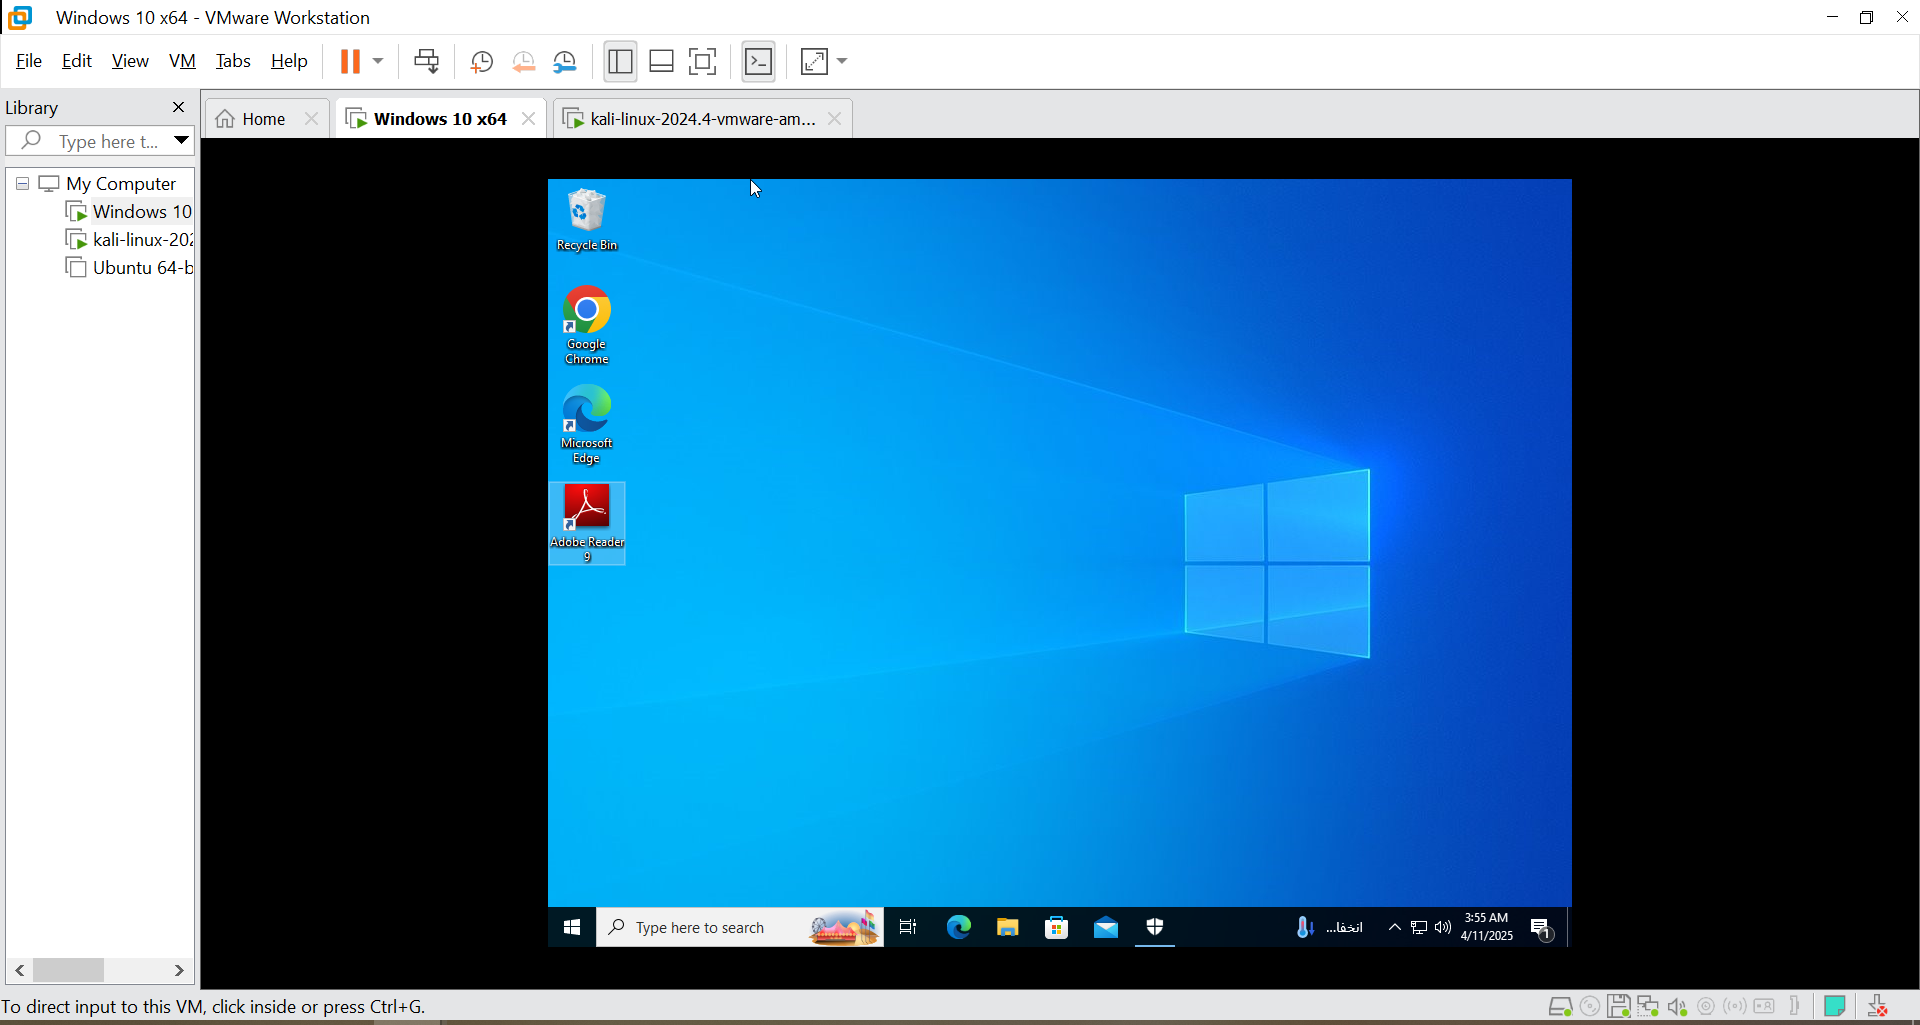 Windows 10 x64 - VMware Workstation
File Edit View VM Tabs Help
Library
Type here t...
Home
Windows 10 x64
kali-linux-2024.4-vmware-am...
My Computer
Windows 10
kali-linux-202
Ubuntu 64-b
Recycle Bin
Google
Chrome
Microsoft
Edge
Adobe Reader
9
Type here to search
انخفا...
3:55 AM
4/11/2025
1
To direct input to this VM, click inside or press Ctrl+G.